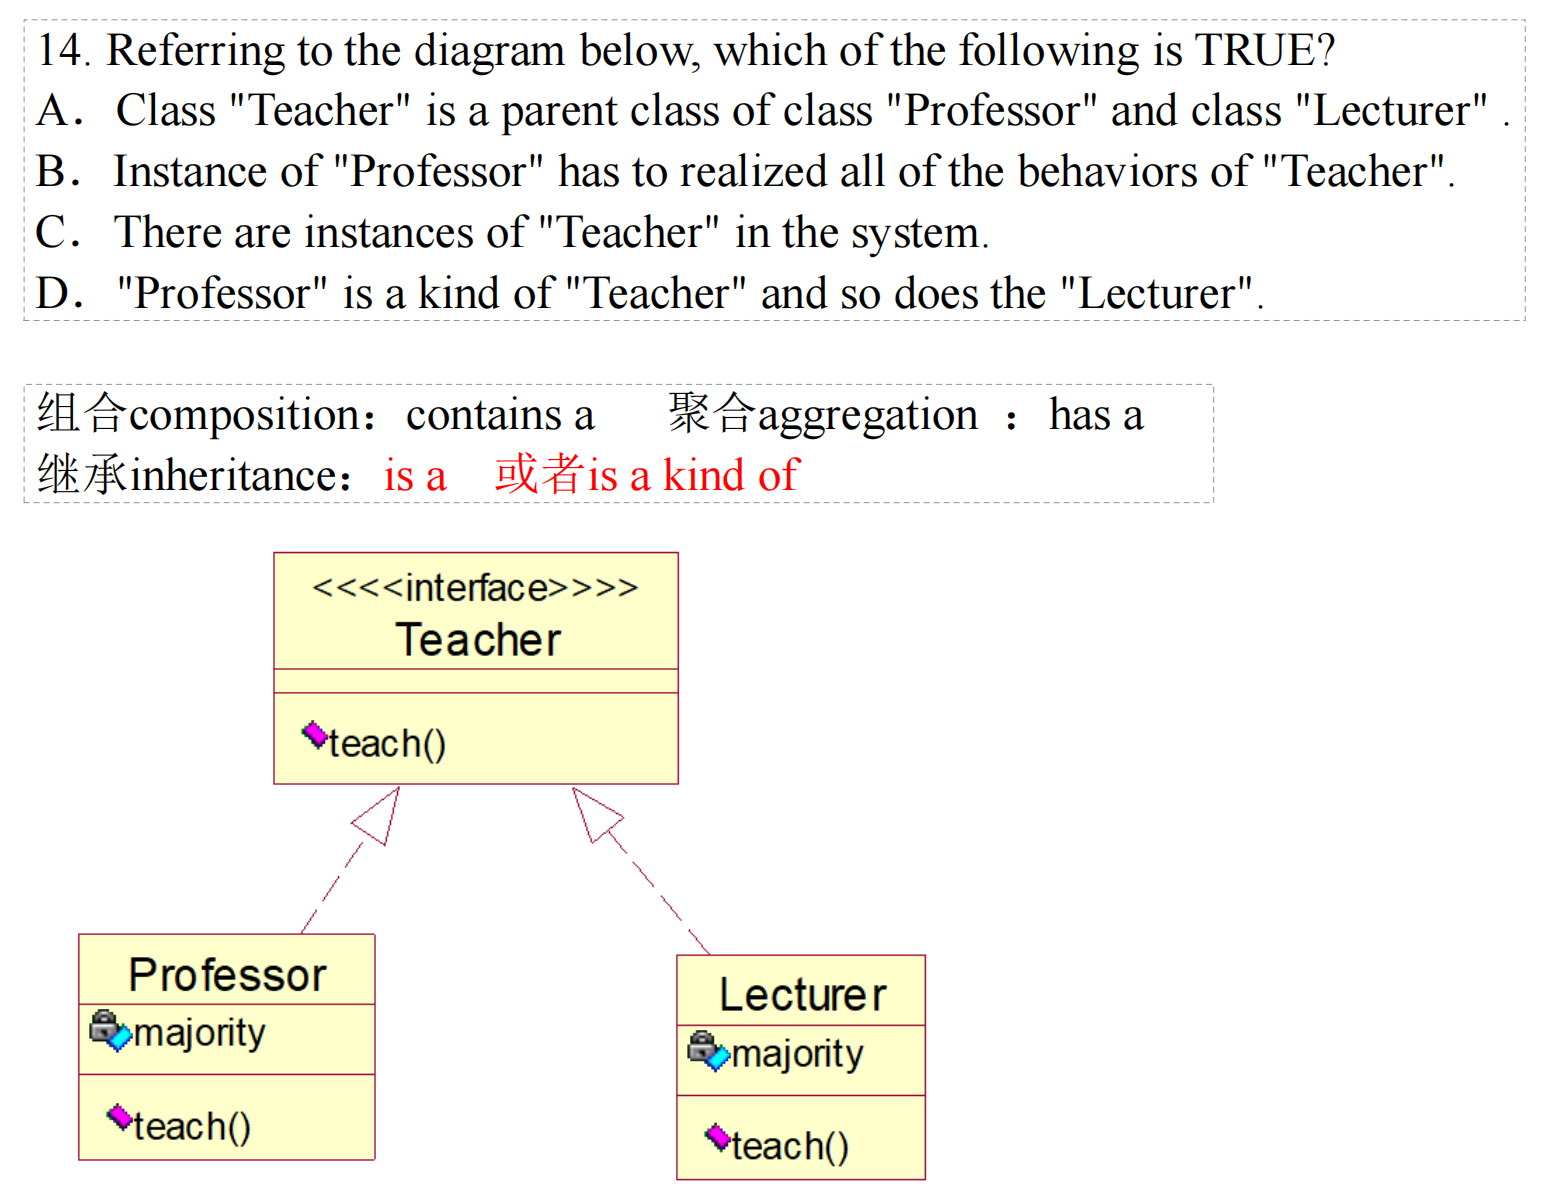 14. Referring to the diagram below, which of the following is TRUE?
A．Class "Teacher" is a parent class of class "Professor" and class "Lecturer" .
B．Instance of "Professor" has to realized all of the behaviors of "Teacher".
C．There are instances of "Teacher" in the system.
D．"Professor" is a kind of "Teacher" and so does the "Lecturer".
组合composition：contains a 聚合aggregation ：has a
继承inheritance：is a 或者is a kind of
<<<<interface>>>>
Teacher
teach()
Professor
majority
teach()
Lecturer
majority
teach()